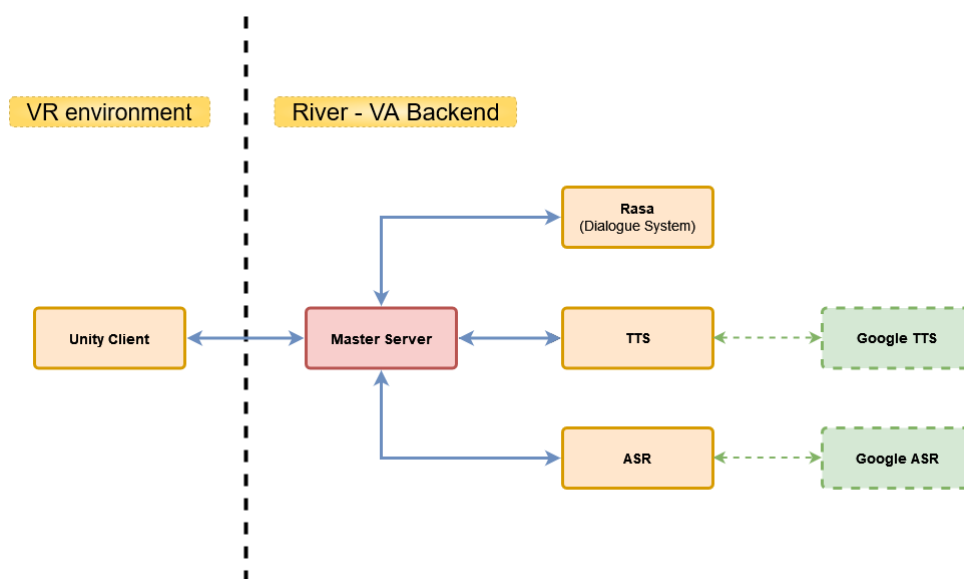 VR environment
River - VA Backend
Rasa
(Dialogue System)
Unity Client
Master Server
TTS
Google TTS
ASR
Google ASR